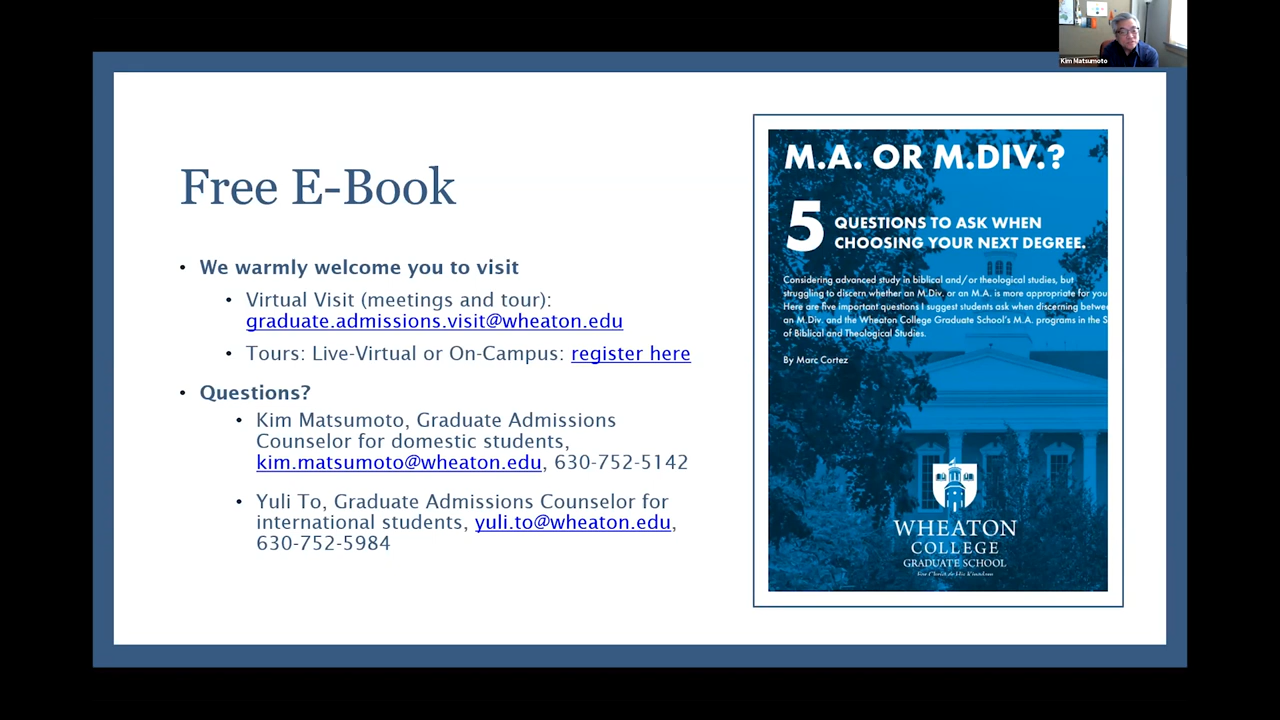 Kim Matsumoto
Free E-Book
• We warmly welcome you to visit
• Virtual Visit (meetings and tour):
graduate.admissions.visit@wheaton.edu
• Tours: Live-Virtual or On-Campus: register here
• Questions?
• Kim Matsumoto, Graduate Admissions
Counselor for domestic students,
kim.matsumoto@wheaton.edu, 630-752-5142
• Yuli To, Graduate Admissions Counselor for
international students, yuli.to@wheaton.edu,
630-752-5984
M.A. OR M.DIV.?
5 QUESTIONS TO ASK WHEN
CHOOSING YOUR NEXT DEGREE.
Considering advanced study in biblical and/or theological studies, but
struggling to discern whether an M.Div. or an M.A. is more appropriate for you
Here are five important questions I suggest students ask when discerning betwe
an M.Div. and the Wheaton College Graduate School's M.A. programs in the S
of Biblical and Theological Studies.
By Marc Cortez
WHEATON
COLLEGE
GRADUATE SCHOOL
For Christ & His Kingdom